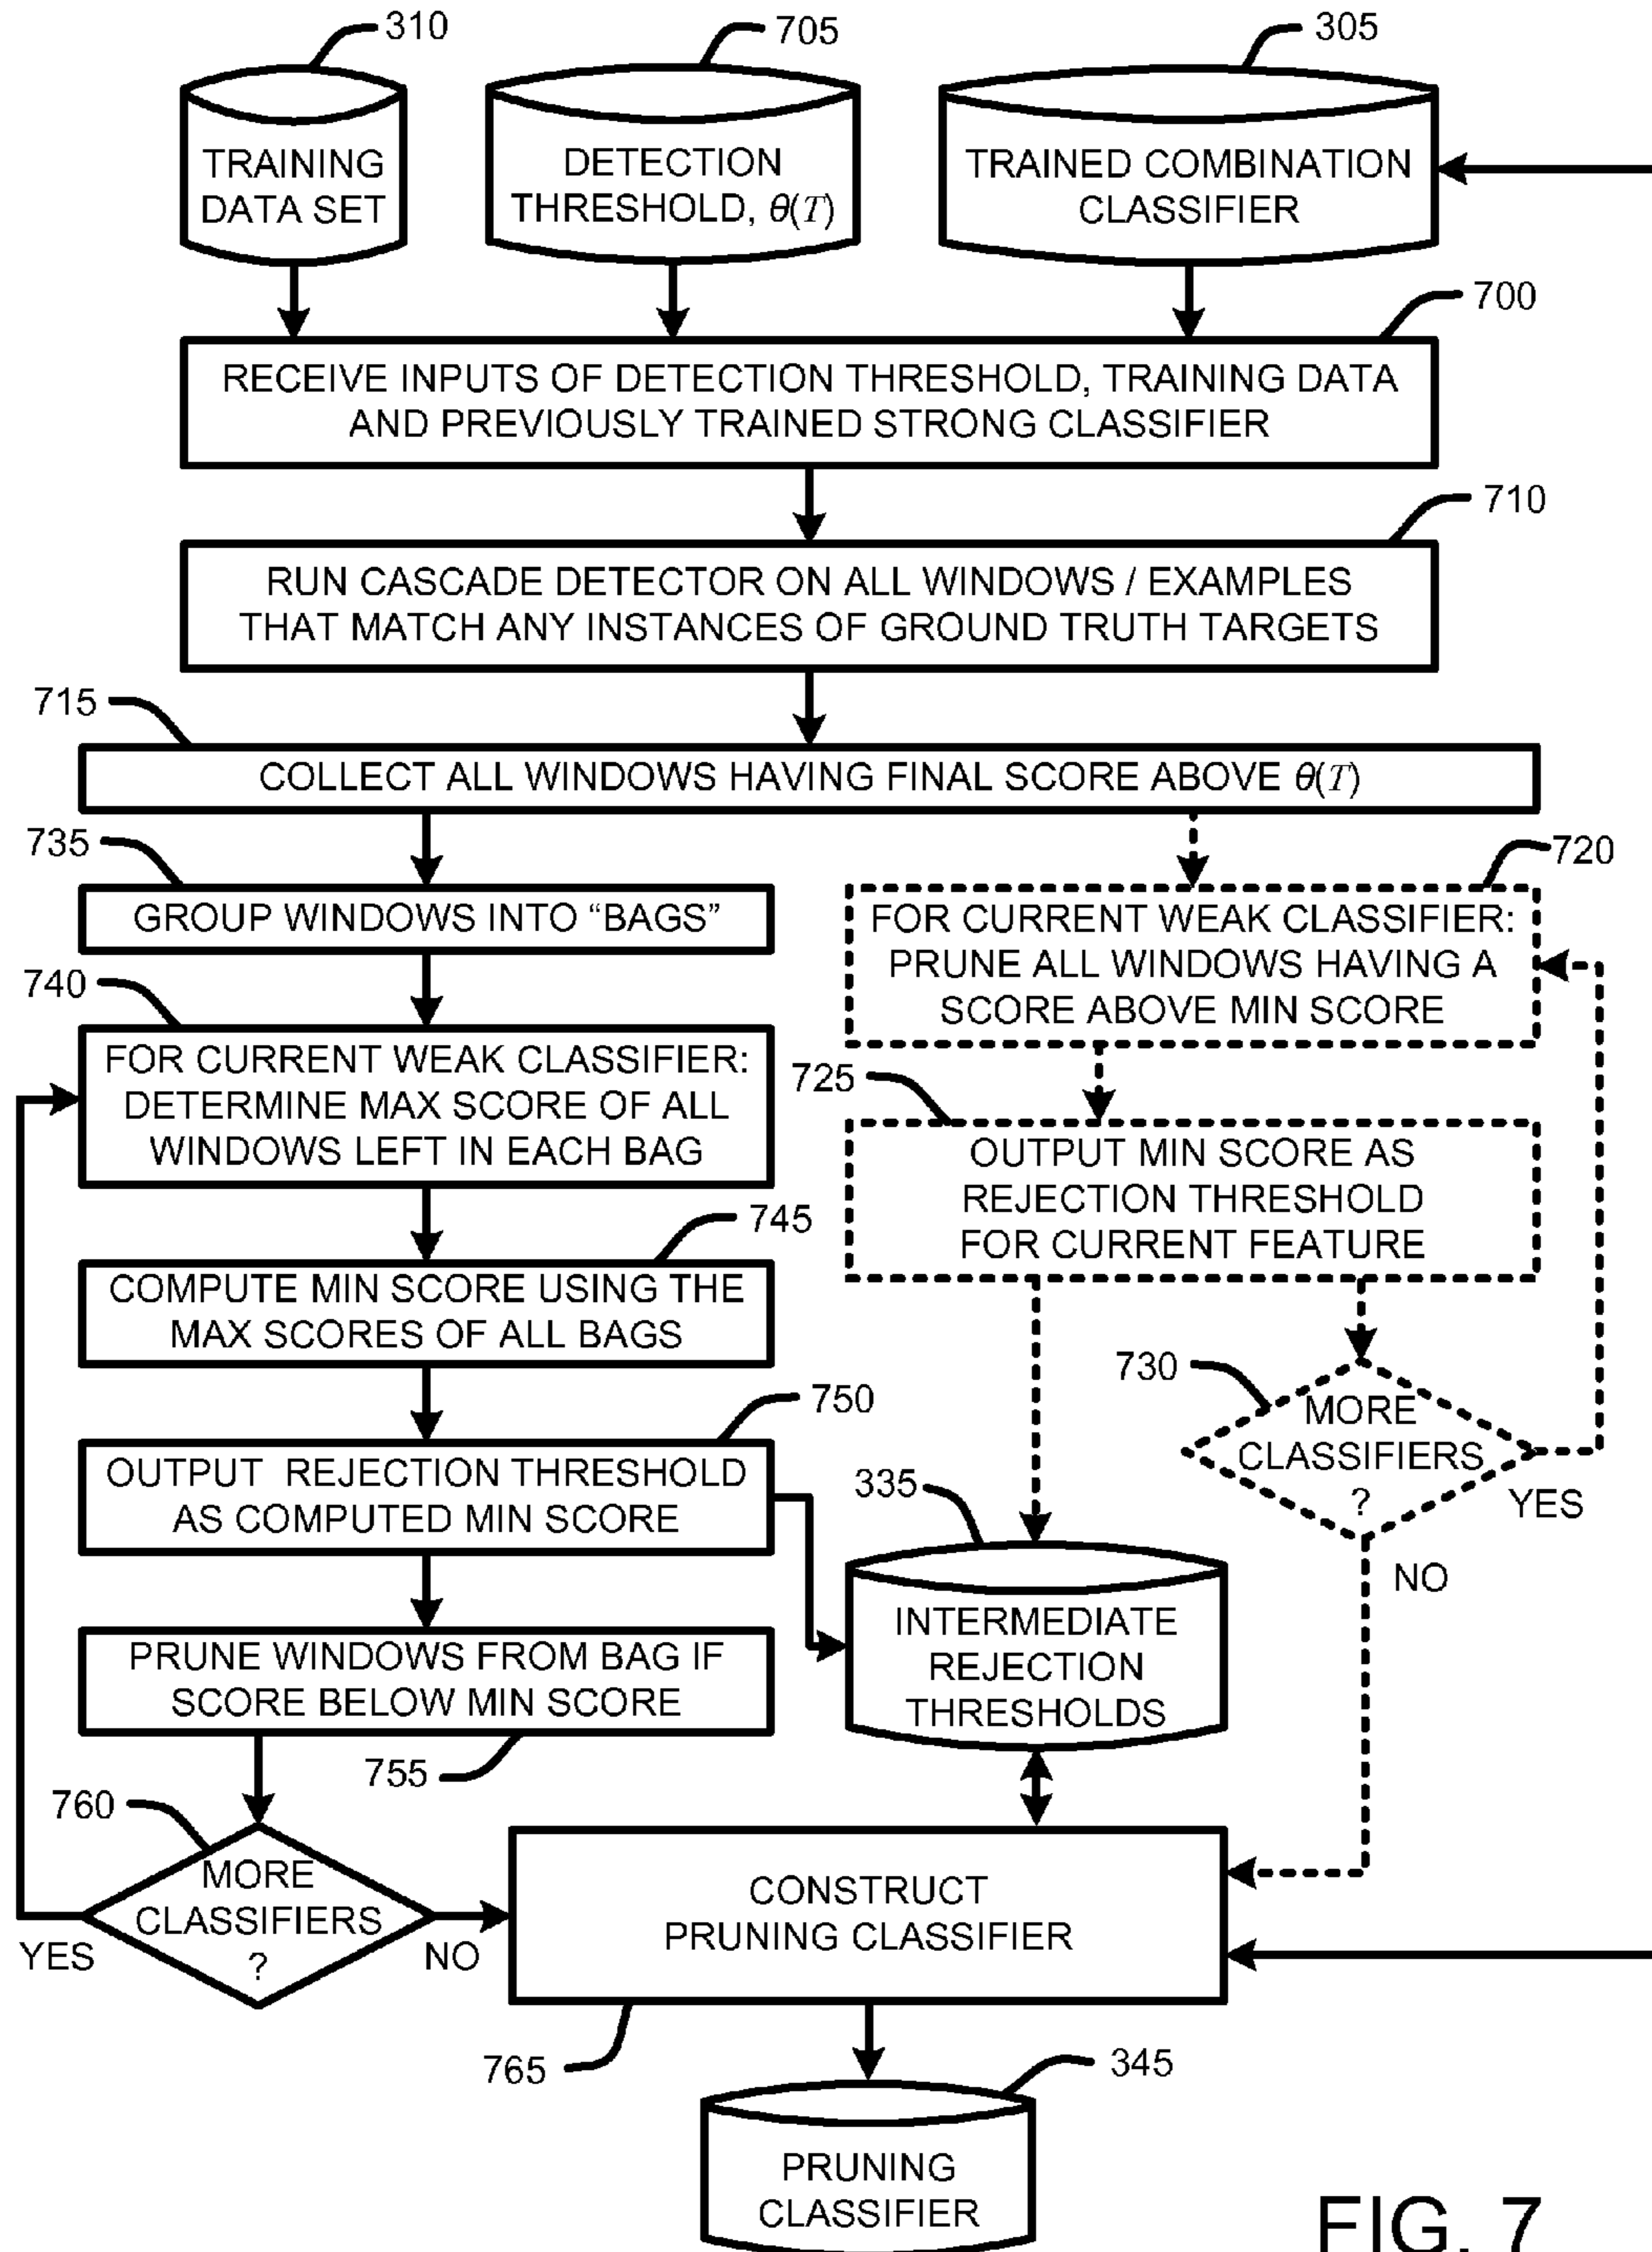 310
705
305
TRAINING
DATA SET
DETECTION
THRESHOLD, θ(T)
TRAINED COMBINATION
CLASSIFIER
700
RECEIVE INPUTS OF DETECTION THRESHOLD, TRAINING DATA
AND PREVIOUSLY TRAINED STRONG CLASSIFIER
710
RUN CASCADE DETECTOR ON ALL WINDOWS / EXAMPLES
THAT MATCH ANY INSTANCES OF GROUND TRUTH TARGETS
715
COLLECT ALL WINDOWS HAVING FINAL SCORE ABOVE θ(T)
735
GROUP WINDOWS INTO “BAGS”
720
FOR CURRENT WEAK CLASSIFIER:
PRUNE ALL WINDOWS HAVING A
SCORE ABOVE MIN SCORE
740
FOR CURRENT WEAK CLASSIFIER:
DETERMINE MAX SCORE OF ALL
WINDOWS LEFT IN EACH BAG
725
OUTPUT MIN SCORE AS
REJECTION THRESHOLD
FOR CURRENT FEATURE
745
COMPUTE MIN SCORE USING THE
MAX SCORES OF ALL BAGS
730
MORE
CLASSIFIERS
?
YES
NO
750
OUTPUT REJECTION THRESHOLD
AS COMPUTED MIN SCORE
335
INTERMEDIATE
REJECTION
THRESHOLDS
PRUNE WINDOWS FROM BAG IF
SCORE BELOW MIN SCORE
755
760
MORE
CLASSIFIERS
?
YES
NO
CONSTRUCT
PRUNING CLASSIFIER
765
345
PRUNING
CLASSIFIER
FIG. 7